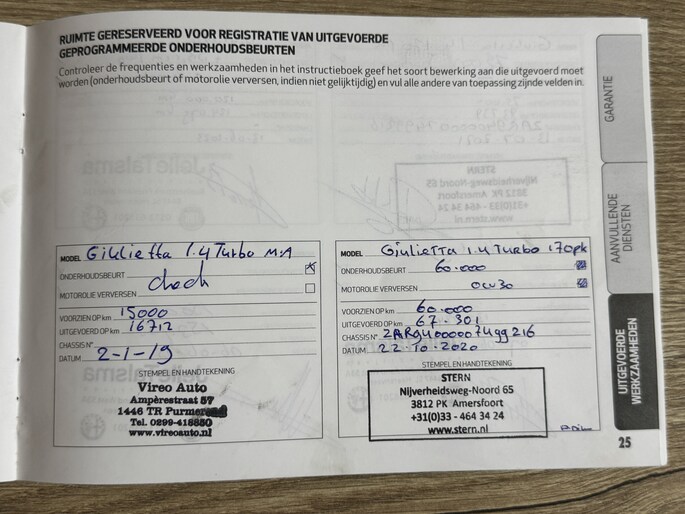 RUIMTE GERESERVEERD VOOR REGISTRATIE VAN UITGEVOERDE
GEPROGRAMMEERDE ONDERHOUDSBEURTEN
Controleer de frequenties en werkzaamheden in het instructieboek geef het soort bewerking aan die uitgevoerd moet
worden (onderhoudsbeurt of motorolie verversen, indien niet gelijktijdig) en vul alle andere van toepassing zijnde velden in.
MODEL Giulietta 1.4 Turbo M.A
ONDERHOUDSBEURT check
MOTOROLIE VERVERSEN
VOORZIEN OP km 15000
UITGEVOERD OP km 16712
CHASSIS N°
DATUM 2-1-19
STEMPEL EN HANDTEKENING
Vireo Auto
Ampèrestraat 57
1446 TR Purmerend
Tel. 0299-418880
www.vireoauto.nl
MODEL Giulietta 1.4 Turbo 170pk
ONDERHOUDSBEURT 60.000
MOTOROLIE VERVERSEN 0W30
VOORZIEN OP km 60.000
UITGEVOERD OP km 67-301
CHASSIS N°
DATUM 22-10-2020
STEMPEL EN HANDTEKENING
STERN
Nijverheidsweg-Noord 65
3812 PK Amersfoort
+31(0)33 - 464 34 24
www.stern.nl
GARANTIE
AANVULLENDE
DIENSTEN
UITGEVOERDE
WERKZAAMHEDEN
25